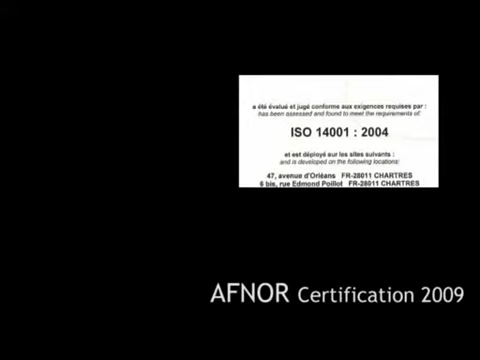 a été évalué et jugé conforme aux exigences requises par :
has been assessed and found to meet the requirements of:
ISO 14001 : 2004
et est déployé sur les sites suivants :
and is developed on the following locations:
47, avenue d'Orléans FR-28011 CHARTRES
6 bis, rue Edmond Poillot FR-28011 CHARTRES
AFNOR Certification 2009